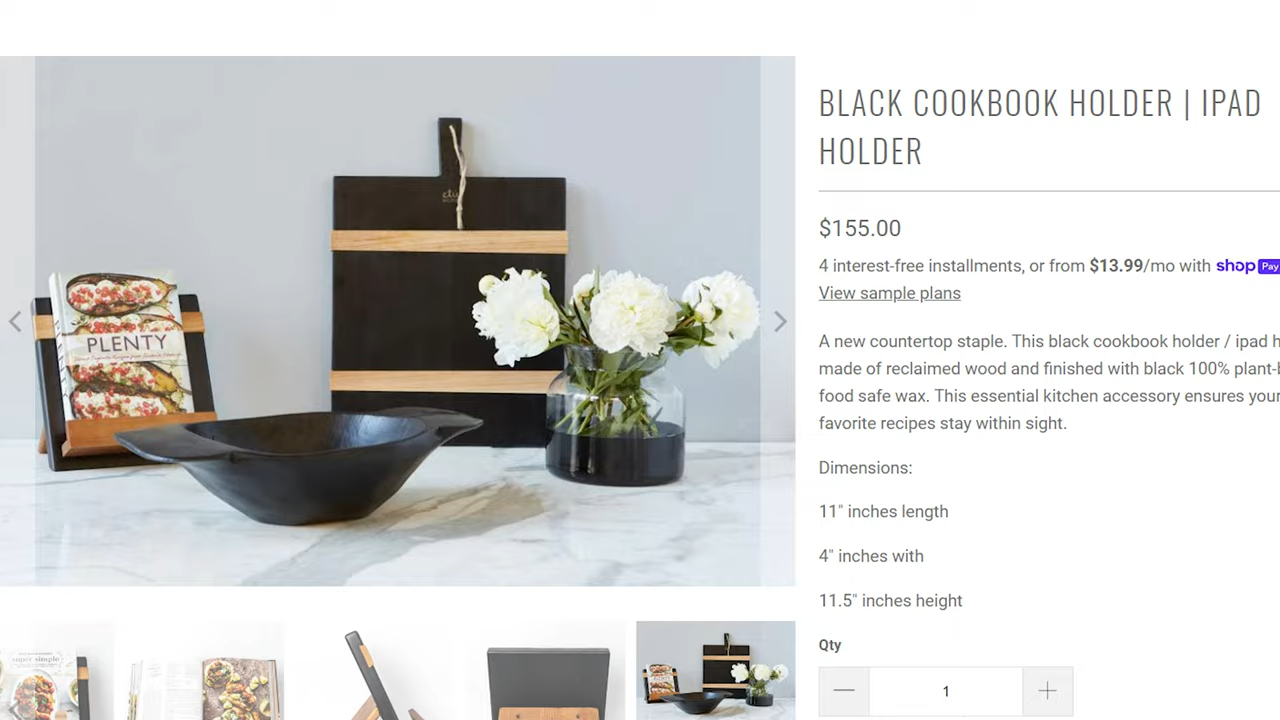 BLACK COOKBOOK HOLDER | IPAD
HOLDER
$155.00
4 interest-free installments, or from $13.99/mo with shop Pay
View sample plans
A new countertop staple. This black cookbook holder / ipad h
made of reclaimed wood and finished with black 100% plant-b
food safe wax. This essential kitchen accessory ensures your
favorite recipes stay within sight.
Dimensions:
11" inches length
4" inches with
11.5" inches height
Qty
1
PLENTY
super simple